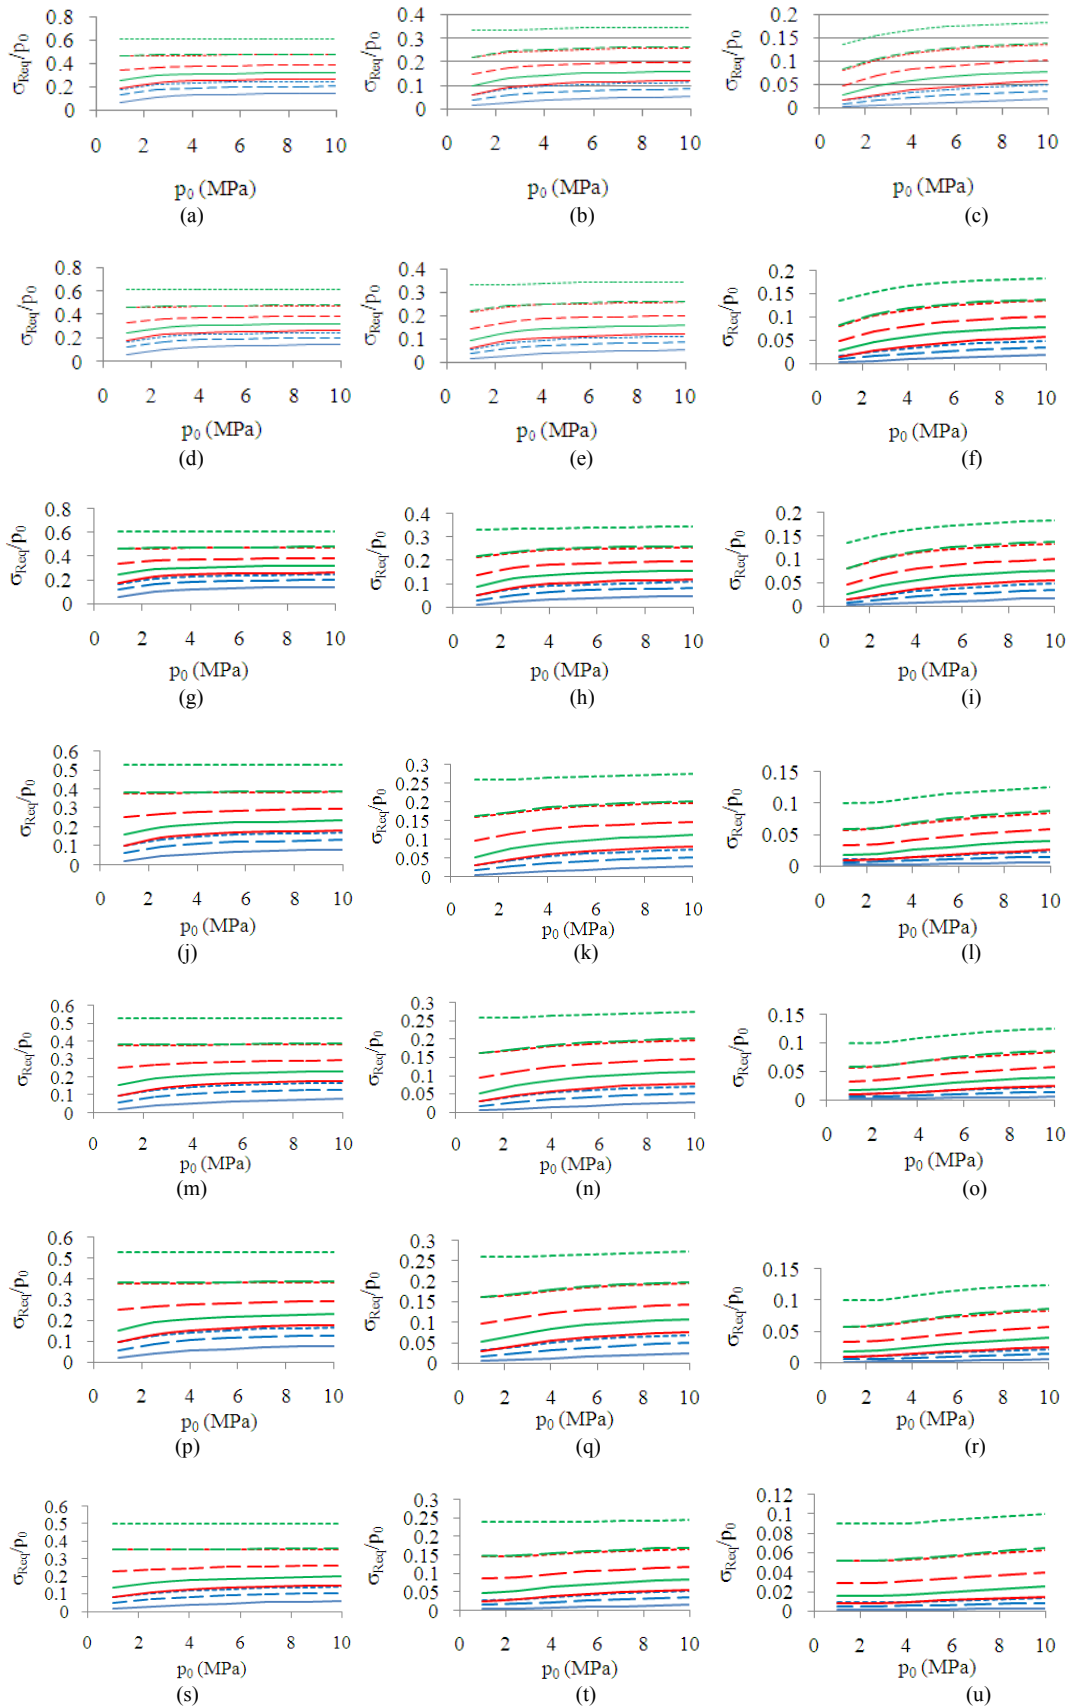 σReq/p0
0.8
0.6
0.4
0.2
0
0 2 4 6 8 10
p0 (MPa)
(a)
σReq/p0
0.4
0.3
0.2
0.1
0
0 2 4 6 8 10
p0 (MPa)
(b)
σReq/p0
0.2
0.15
0.1
0.05
0
0 2 4 6 8 10
p0 (MPa)
(c)
σReq/p0
0.8
0.6
0.4
0.2
0
0 2 4 6 8 10
p0 (MPa)
(d)
σReq/p0
0.4
0.3
0.2
0.1
0
0 2 4 6 8 10
p0 (MPa)
(e)
σReq/p0
0.2
0.15
0.1
0.05
0
0 2 4 6 8 10
p0 (MPa)
(f)
σReq/p0
0.8
0.6
0.4
0.2
0
0 2 4 6 8 10
p0 (MPa)
(g)
σReq/p0
0.4
0.3
0.2
0.1
0
0 2 4 6 8 10
p0 (MPa)
(h)
σReq/p0
0.2
0.15
0.1
0.05
0
0 2 4 6 8 10
p0 (MPa)
(i)
σReq/p0
0.6
0.5
0.4
0.3
0.2
0.1
0
0 2 4 6 8 10
p0 (MPa)
(j)
σReq/p0
0.3
0.25
0.2
0.15
0.1
0.05
0
0 2 4 6 8 10
p0 (MPa)
(k)
σReq/p0
0.15
0.1
0.05
0
0 2 4 6 8 10
p0 (MPa)
(l)
σReq/p0
0.6
0.5
0.4
0.3
0.2
0.1
0
0 2 4 6 8 10
p0 (MPa)
(m)
σReq/p0
0.3
0.25
0.2
0.15
0.1
0.05
0
0 2 4 6 8 10
p0 (MPa)
(n)
σReq/p0
0.15
0.1
0.05
0
0 2 4 6 8 10
p0 (MPa)
(o)
σReq/p0
0.6
0.5
0.4
0.3
0.2
0.1
0
0 2 4 6 8 10
p0 (MPa)
(p)
σReq/p0
0.3
0.25
0.2
0.15
0.1
0.05
0
0 2 4 6 8 10
p0 (MPa)
(q)
σReq/p0
0.15
0.1
0.05
0
0 2 4 6 8 10
p0 (MPa)
(r)
σReq/p0
0.6
0.5
0.4
0.3
0.2
0.1
0
0 2 4 6 8 10
p0 (MPa)
(s)
σReq/p0
0.3
0.25
0.2
0.15
0.1
0.05
0
0 2 4 6 8 10
p0 (MPa)
(t)
σReq/p0
0.12
0.1
0.08
0.06
0.04
0.02
0
0 2 4 6 8 10
p0 (MPa)
(u)